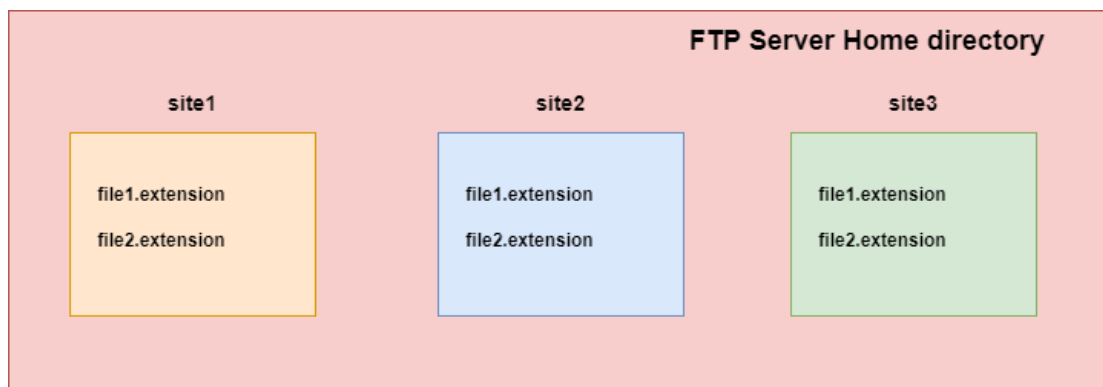 FTP Server Home directory
site1
site2
site3
file1.extension
file2.extension
file1.extension
file2.extension
file1.extension
file2.extension